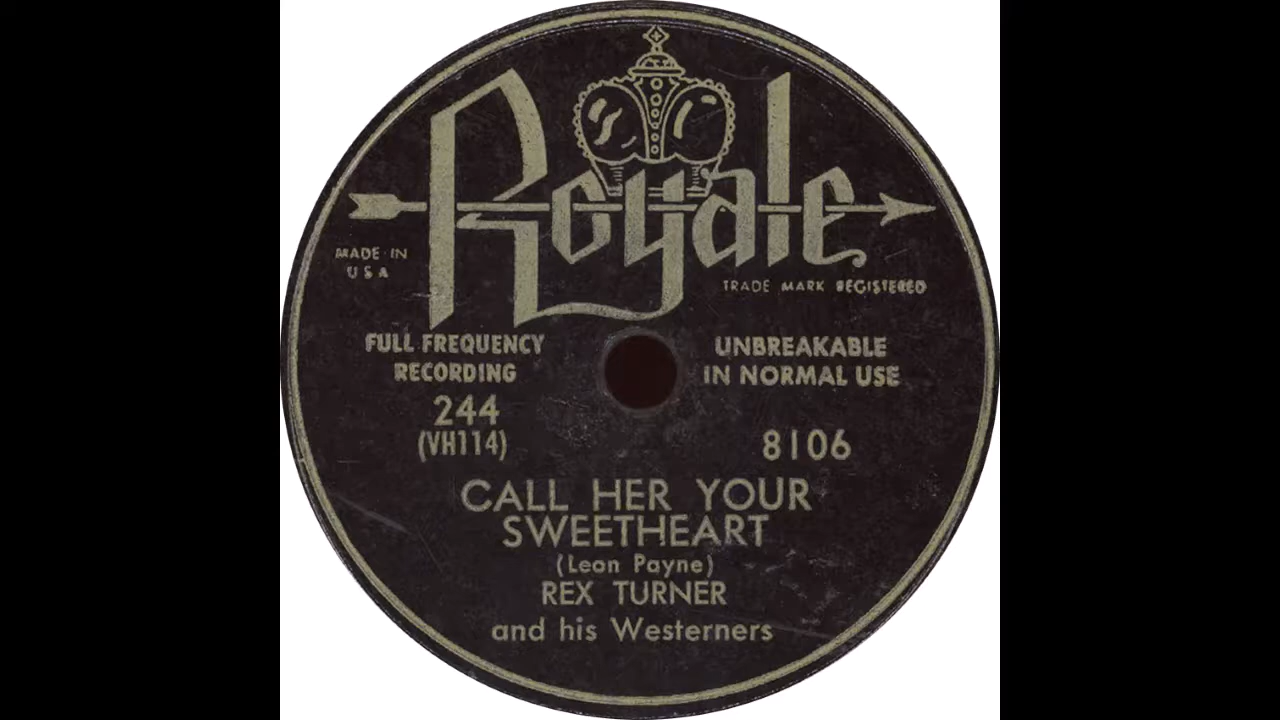 Royale
MADE IN
USA
TRADE MARK REGISTERED
FULL FREQUENCY
RECORDING
UNBREAKABLE
IN NORMAL USE
244
(VH114)
8106
CALL HER YOUR
SWEETHEART
(Leon Payne)
REX TURNER
and his Westerners